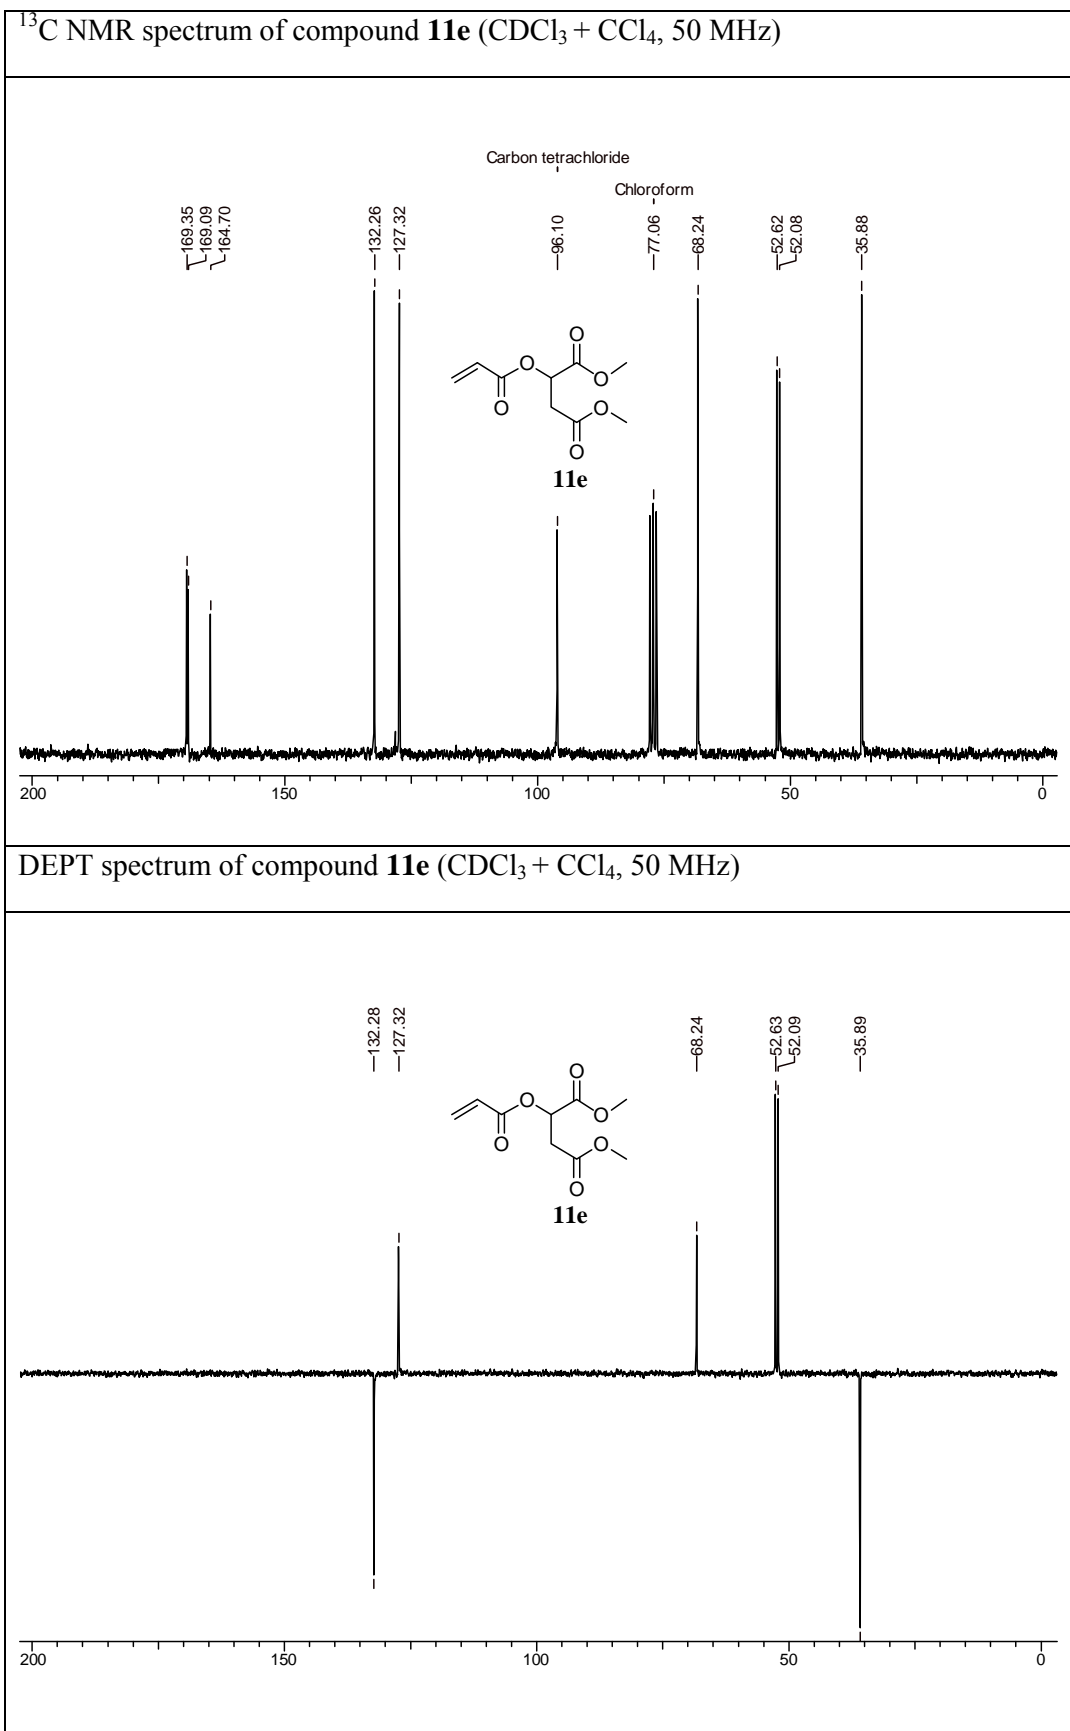 ¹³C NMR spectrum of compound 11e (CDCl₃ + CCl₄, 50 MHz)
Carbon tetrachloride
Chloroform
169.35
169.09
164.70
132.26
127.32
96.10
77.06
68.24
52.62
52.08
35.88
O
O
O
O
O
O
11e
200 150 100 50 0
DEPT spectrum of compound 11e (CDCl₃ + CCl₄, 50 MHz)
132.28
127.32
68.24
52.63
52.09
35.89
O
O
O
O
O
O
11e
200 150 100 50 0